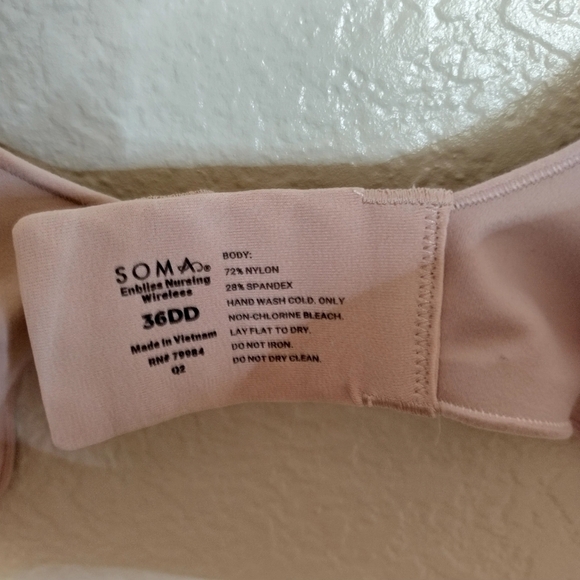 SOMA®
Enbliss Nursing
Wireless
36DD
Made in Vietnam
RN# 79984
Q2
BODY:
72% NYLON
28% SPANDEX
HAND WASH COLD. ONLY
NON-CHLORINE BLEACH.
LAY FLAT TO DRY.
DO NOT IRON.
DO NOT DRY CLEAN.